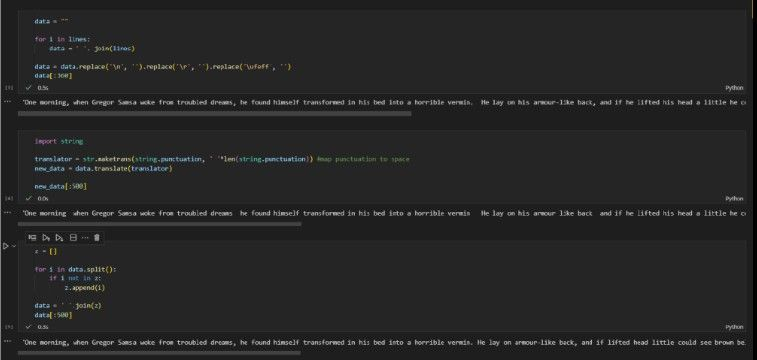 data = ""
for i in lines:
data = ' '. join(lines)
data = data.replace('\n', '').replace('\r', '').replace('\ufeff', '')
data[:360]
0.5s
Python
'One morning, when Gregor Samsa woke from troubled dreams, he found himself transformed in his bed into a horrible vermin.  He lay on his armour-like back, and if he lifted his head a little he co
import string
translator = str.maketrans(string.punctuation, ' '*len(string.punctuation)) #map punctuation to space
new_data = data.translate(translator)
new_data[:500]
0.0s
Python
'One morning  when Gregor Samsa woke from troubled dreams  he found himself transformed in his bed into a horrible vermin   He lay on his armour like back  and if he lifted his head a little he co
z = []
for i in data.split():
if i not in z:
z.append(i)
data = ' '.join(z)
data[:500]
0.3s
Python
'One morning, when Gregor Samsa woke from troubled dreams, he found himself transformed in his bed into a horrible vermin. He lay on armour-like back, and if lifted head little could see brown be